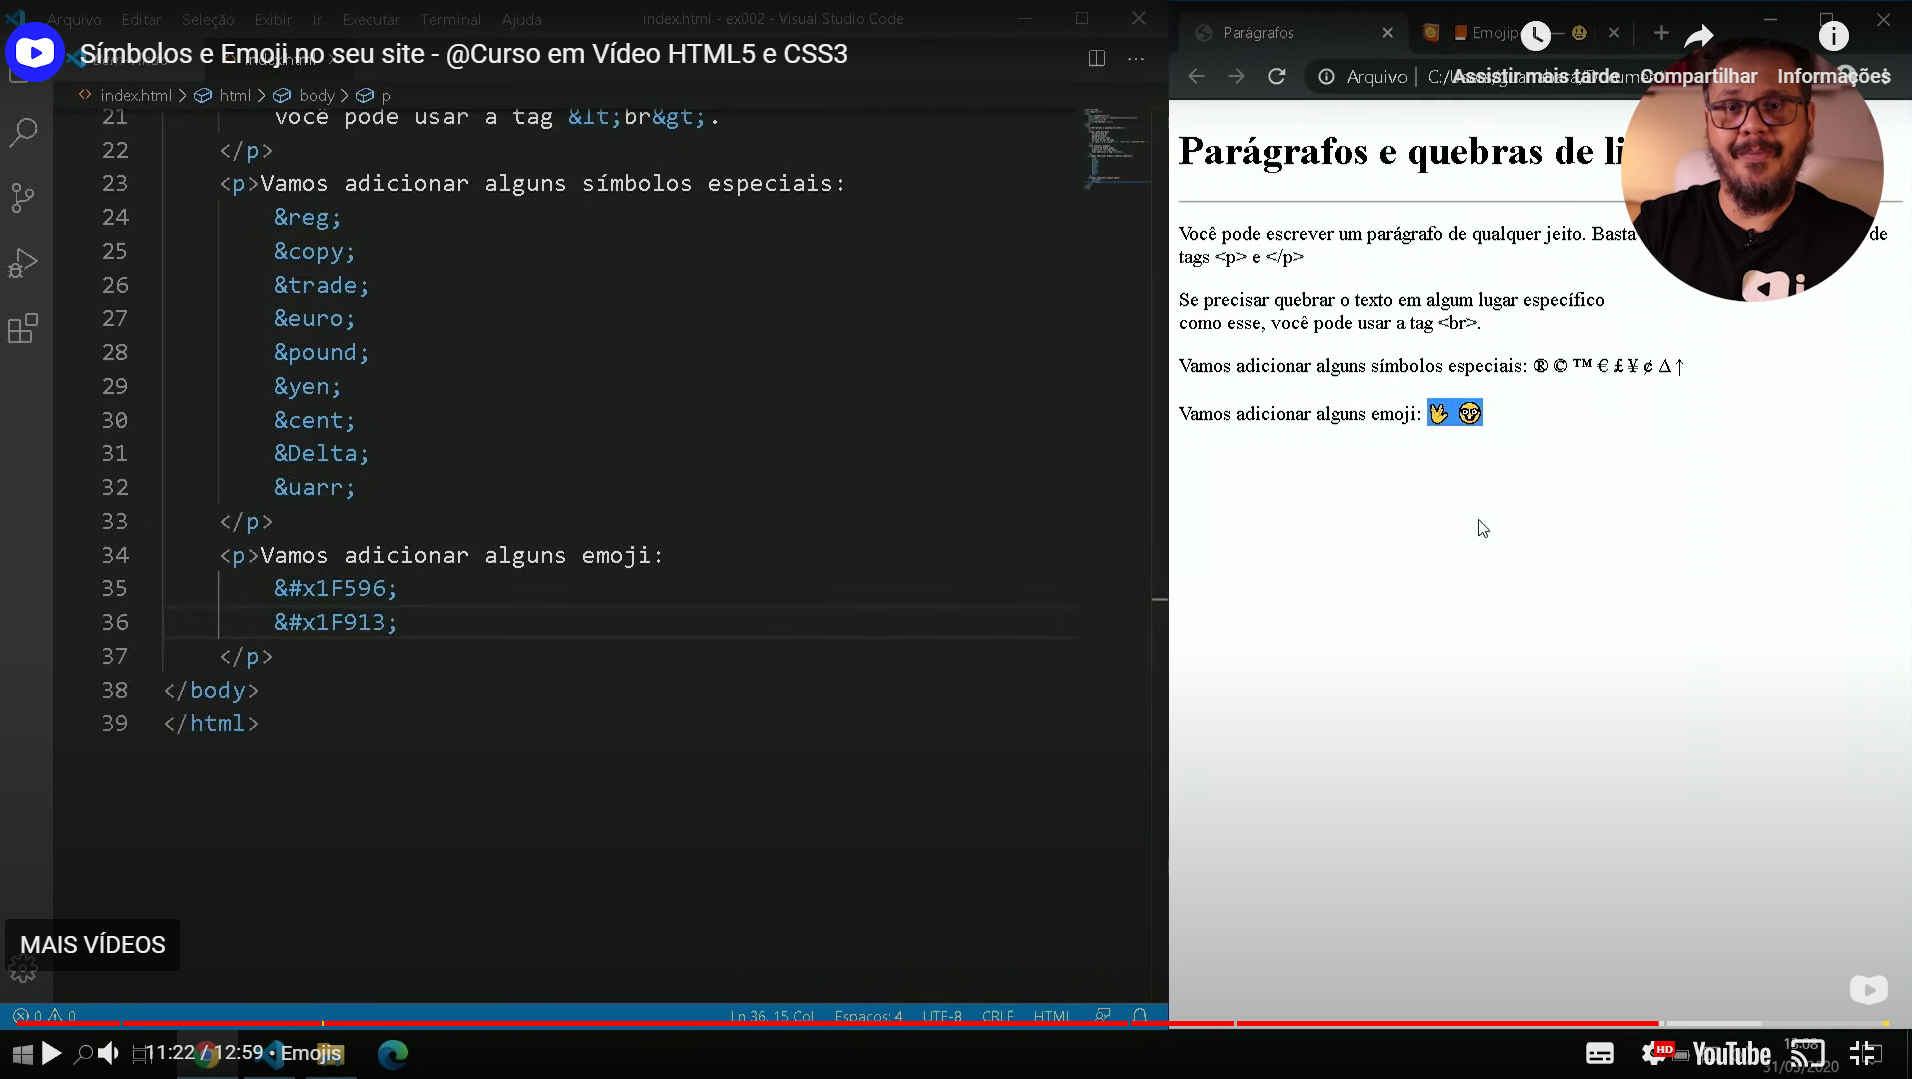 Arquivo Editar Seleção Exibir Ir Executar Terminal Ajuda index.html - ex002 - Visual Studio Code
Símbolos e Emoji no seu site - @Curso em Vídeo HTML5 e CSS3
index.html > html > body > p
21 você pode usar a tag &lt;br&gt;.
22 </p>
23 <p>Vamos adicionar alguns símbolos especiais:
24 &reg;
25 &copy;
26 &trade;
27 &euro;
28 &pound;
29 &yen;
30 &cent;
31 &Delta;
32 &uarr;
33 </p>
34 <p>Vamos adicionar alguns emoji:
35 &#x1F596;
36 &#x1F913;
37 </p>
38 </body>
39 </html>
MAIS VÍDEOS
0 0 Ln 36, 15 Col Espaços: 4 UTF-8 CRLF HTML
Parágrafos
Arquivo
Assistir mais tarde Compartilhar Informações
Parágrafos e quebras de li
Você pode escrever um parágrafo de qualquer jeito. Basta de
tags <p> e </p>
Se precisar quebrar o texto em algum lugar específico
como esse, você pode usar a tag <br>.
Vamos adicionar alguns símbolos especiais: ® © ™ € £ ¥ ¢ Δ ↑
Vamos adicionar alguns emoji: 🖖 🤓
11:22 / 12:59 • Emojis
HD YouTube
31/05/2020